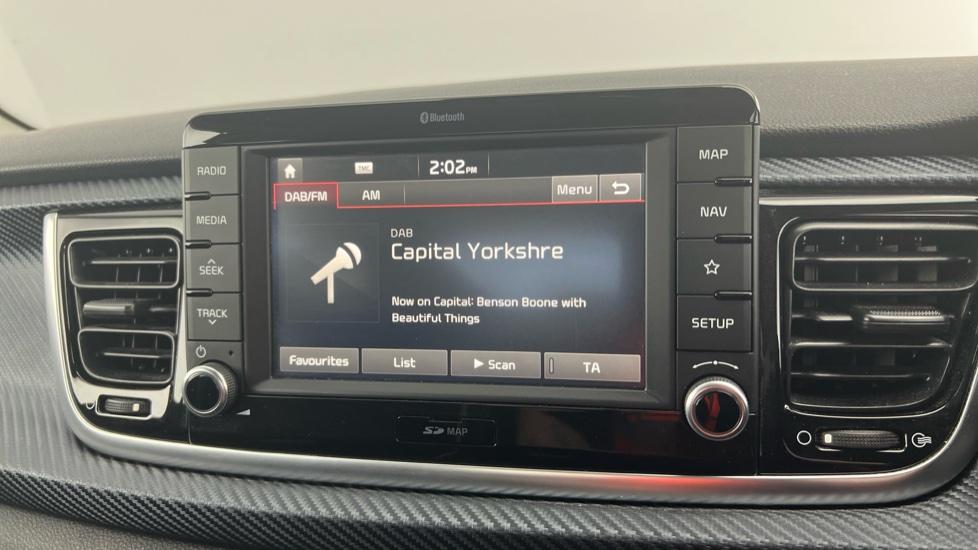 Bluetooth
RADIO
MEDIA
SEEK
TRACK
TMC
2:02PM
DAB/FM
AM
Menu
DAB
Capital Yorkshre
Now on Capital: Benson Boone with
Beautiful Things
Favourites
List
Scan
TA
MAP
NAV
SETUP
SD MAP